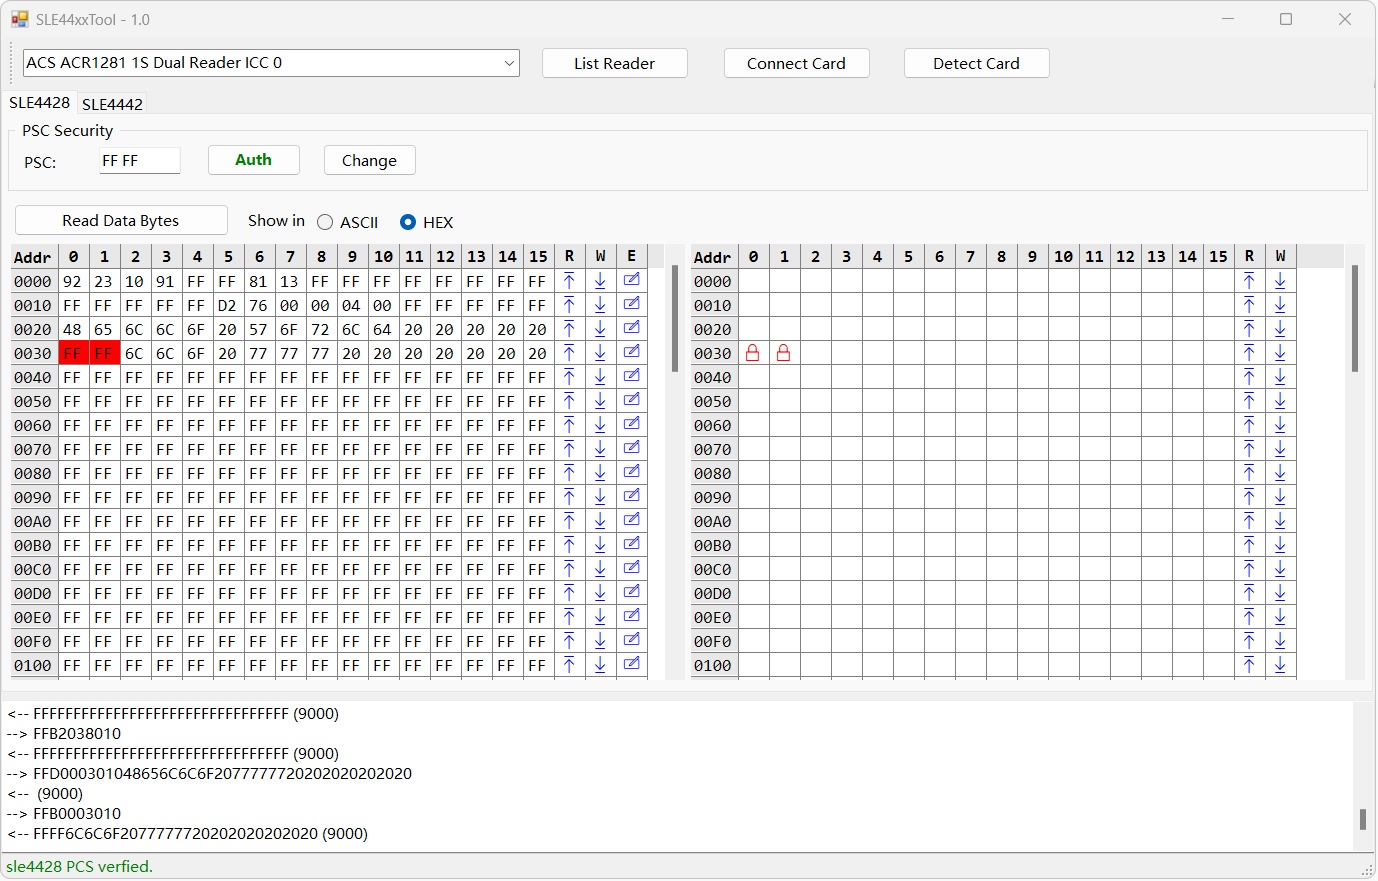 SLE44xxTool - 1.0
ACS ACR1281 1S Dual Reader ICC 0 List Reader Connect Card Detect Card
SLE4428 SLE4442
PSC Security
PSC: FF FF Auth Change
Read Data Bytes Show in ASCII HEX
Addr 0 1 2 3 4 5 6 7 8 9 10 11 12 13 14 15 R W E Addr 0 1 2 3 4 5 6 7 8 9 10 11 12 13 14 15 R W
0000 92 23 10 91 FF FF 81 13 FF FF FF FF FF FF FF FF 0000
0010 FF FF FF FF FF D2 76 00 00 04 00 FF FF FF FF FF 0010
0020 48 65 6C 6C 6F 20 57 6F 72 6C 64 20 20 20 20 20 0020
0030 FF FF 6C 6C 6F 20 77 77 77 20 20 20 20 20 20 20 0030
0040 FF FF FF FF FF FF FF FF FF FF FF FF FF FF FF FF 0040
0050 FF FF FF FF FF FF FF FF FF FF FF FF FF FF FF FF 0050
0060 FF FF FF FF FF FF FF FF FF FF FF FF FF FF FF FF 0060
0070 FF FF FF FF FF FF FF FF FF FF FF FF FF FF FF FF 0070
0080 FF FF FF FF FF FF FF FF FF FF FF FF FF FF FF FF 0080
0090 FF FF FF FF FF FF FF FF FF FF FF FF FF FF FF FF 0090
00A0 FF FF FF FF FF FF FF FF FF FF FF FF FF FF FF FF 00A0
00B0 FF FF FF FF FF FF FF FF FF FF FF FF FF FF FF FF 00B0
00C0 FF FF FF FF FF FF FF FF FF FF FF FF FF FF FF FF 00C0
00D0 FF FF FF FF FF FF FF FF FF FF FF FF FF FF FF FF 00D0
00E0 FF FF FF FF FF FF FF FF FF FF FF FF FF FF FF FF 00E0
00F0 FF FF FF FF FF FF FF FF FF FF FF FF FF FF FF FF 00F0
0100 FF FF FF FF FF FF FF FF FF FF FF FF FF FF FF FF 0100
<-- FFFFFFFFFFFFFFFFFFFFFFFFFFFFFFFF (9000)
--> FFB2038010
<-- FFFFFFFFFFFFFFFFFFFFFFFFFFFFFFFF (9000)
--> FFD000301048656C6C6F2077777720202020202020
<-- (9000)
--> FFB0003010
<-- FFFF6C6C6F2077777720202020202020 (9000)
sle4428 PCS verfied.